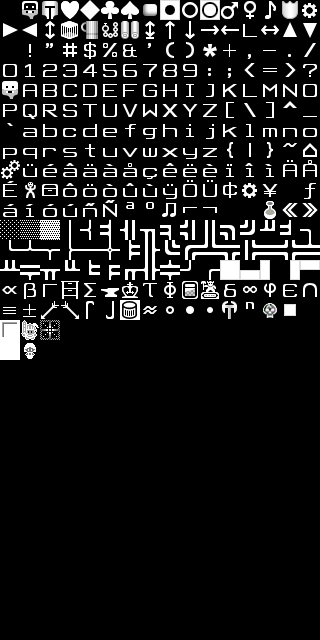 ♥ ♦ ♣ ♠ ◘ ○ ◙ ♂ ♀ ♪
► ◄ ↕ ↨ ↑ ↓ → ← ∟ ↔ ▲ ▼
! " # $ % & ' ( ) * + , - . /
0 1 2 3 4 5 6 7 8 9 : ; < = > ?
A B C D E F G H I J K L M N O
P Q R S T U V W X Y Z [ \ ] ^ _
` a b c d e f g h i j k l m n o
p q r s t u v w x y z { | } ~ ⌂
ü é â ä à å ç ê ë è ï î ì Ä Å
É ô ö ò û ù ÿ Ö Ü ¢ ¥ ƒ
á í ó ú ñ Ñ ª º ♫ ⌐ ¬ « »
∝ β Γ Σ τ Φ δ ∞ φ ε ∩
≡ ± ⌠ ⌡ ≈ ° • · ⁿ ■